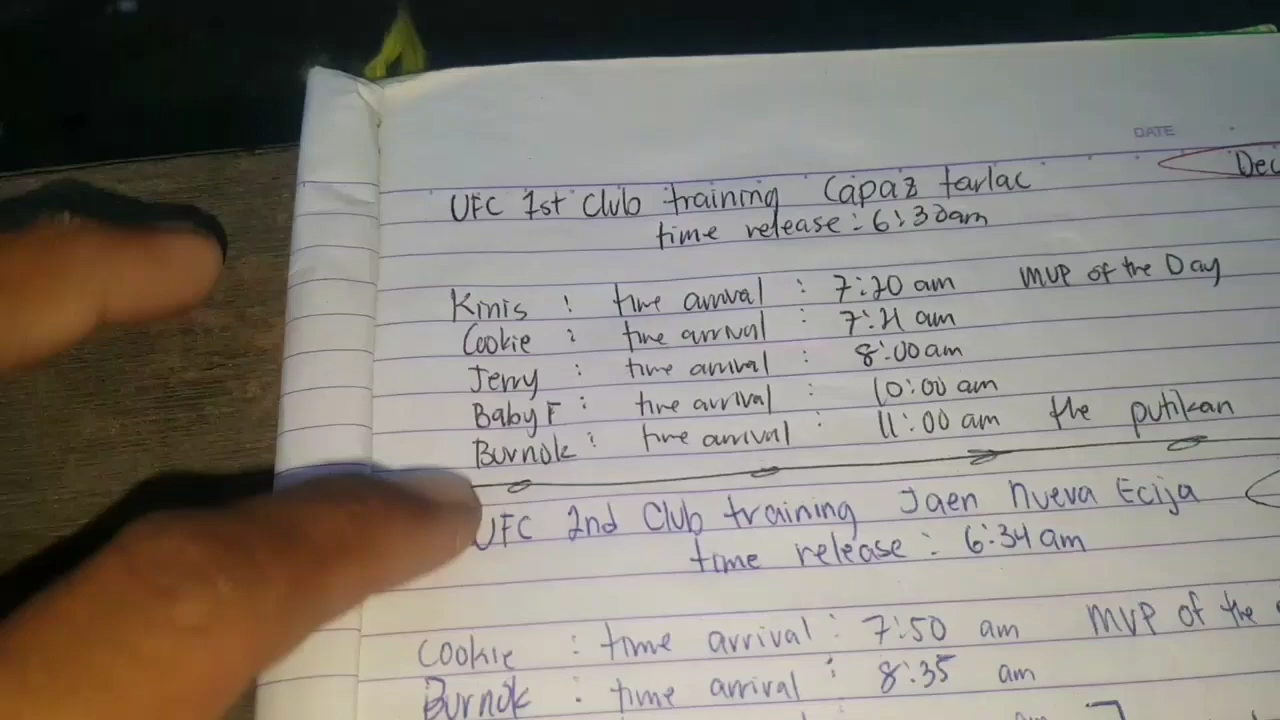 DATE
Dec
UFC 1st Club training Capaz tarlac
time release : 6:30am
Kinis : time arrival : 7:20 am MVP of the Day
Cookie : time arrival : 7:21 am
Jerry : time arrival : 8:00 am
Baby F : time arrival : 10:00 am
Burnok : time arrival : 11:00 am the putikan
UFC 2nd Club training Jaen Nueva Ecija
time release : 6:34 am
Cookie : time arrival : 7:50 am MVP of the
Burnok : time arrival : 8:35 am